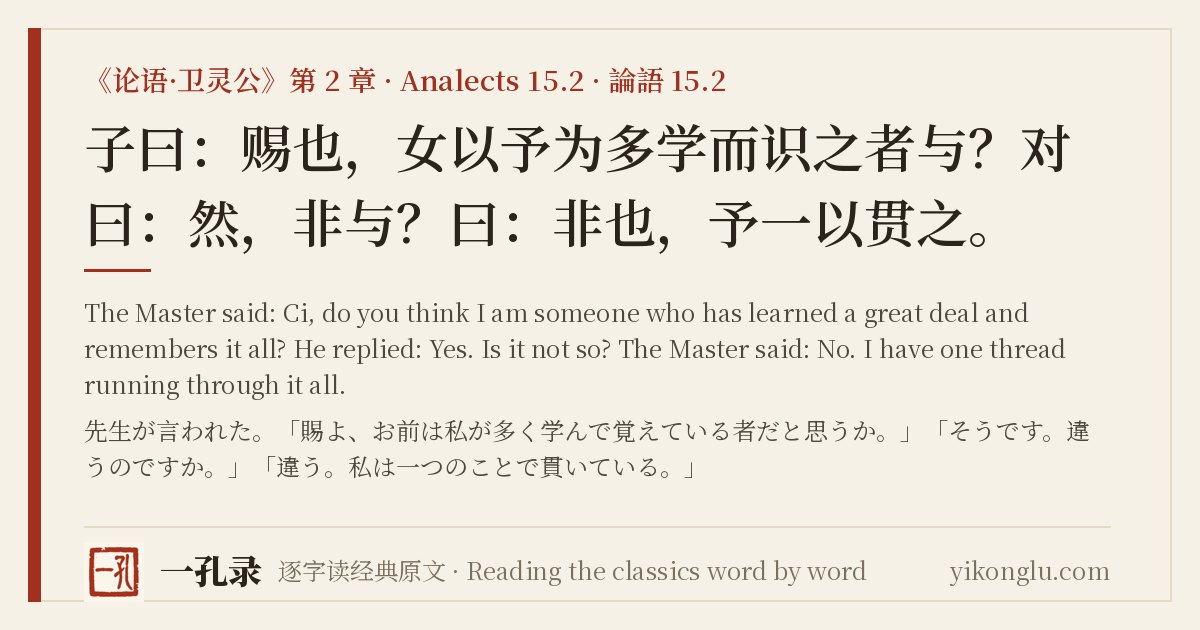 《论语·卫灵公》第 2 章 · Analects 15.2 · 論語 15.2
子曰：赐也，女以予为多学而识之者与？对
曰：然，非与？曰：非也，予一以贯之。
The Master said: Ci, do you think I am someone who has learned a great deal and
remembers it all? He replied: Yes. Is it not so? The Master said: No. I have one thread
running through it all.
先生が言われた。「賜よ、お前は私が多く学んで覚えている者だと思うか。」「そうです。違
うのですか。」「違う。私は一つのことで貫いている。」
一孔
一孔录 逐字读经典原文 · Reading the classics word by word yikonglu.com